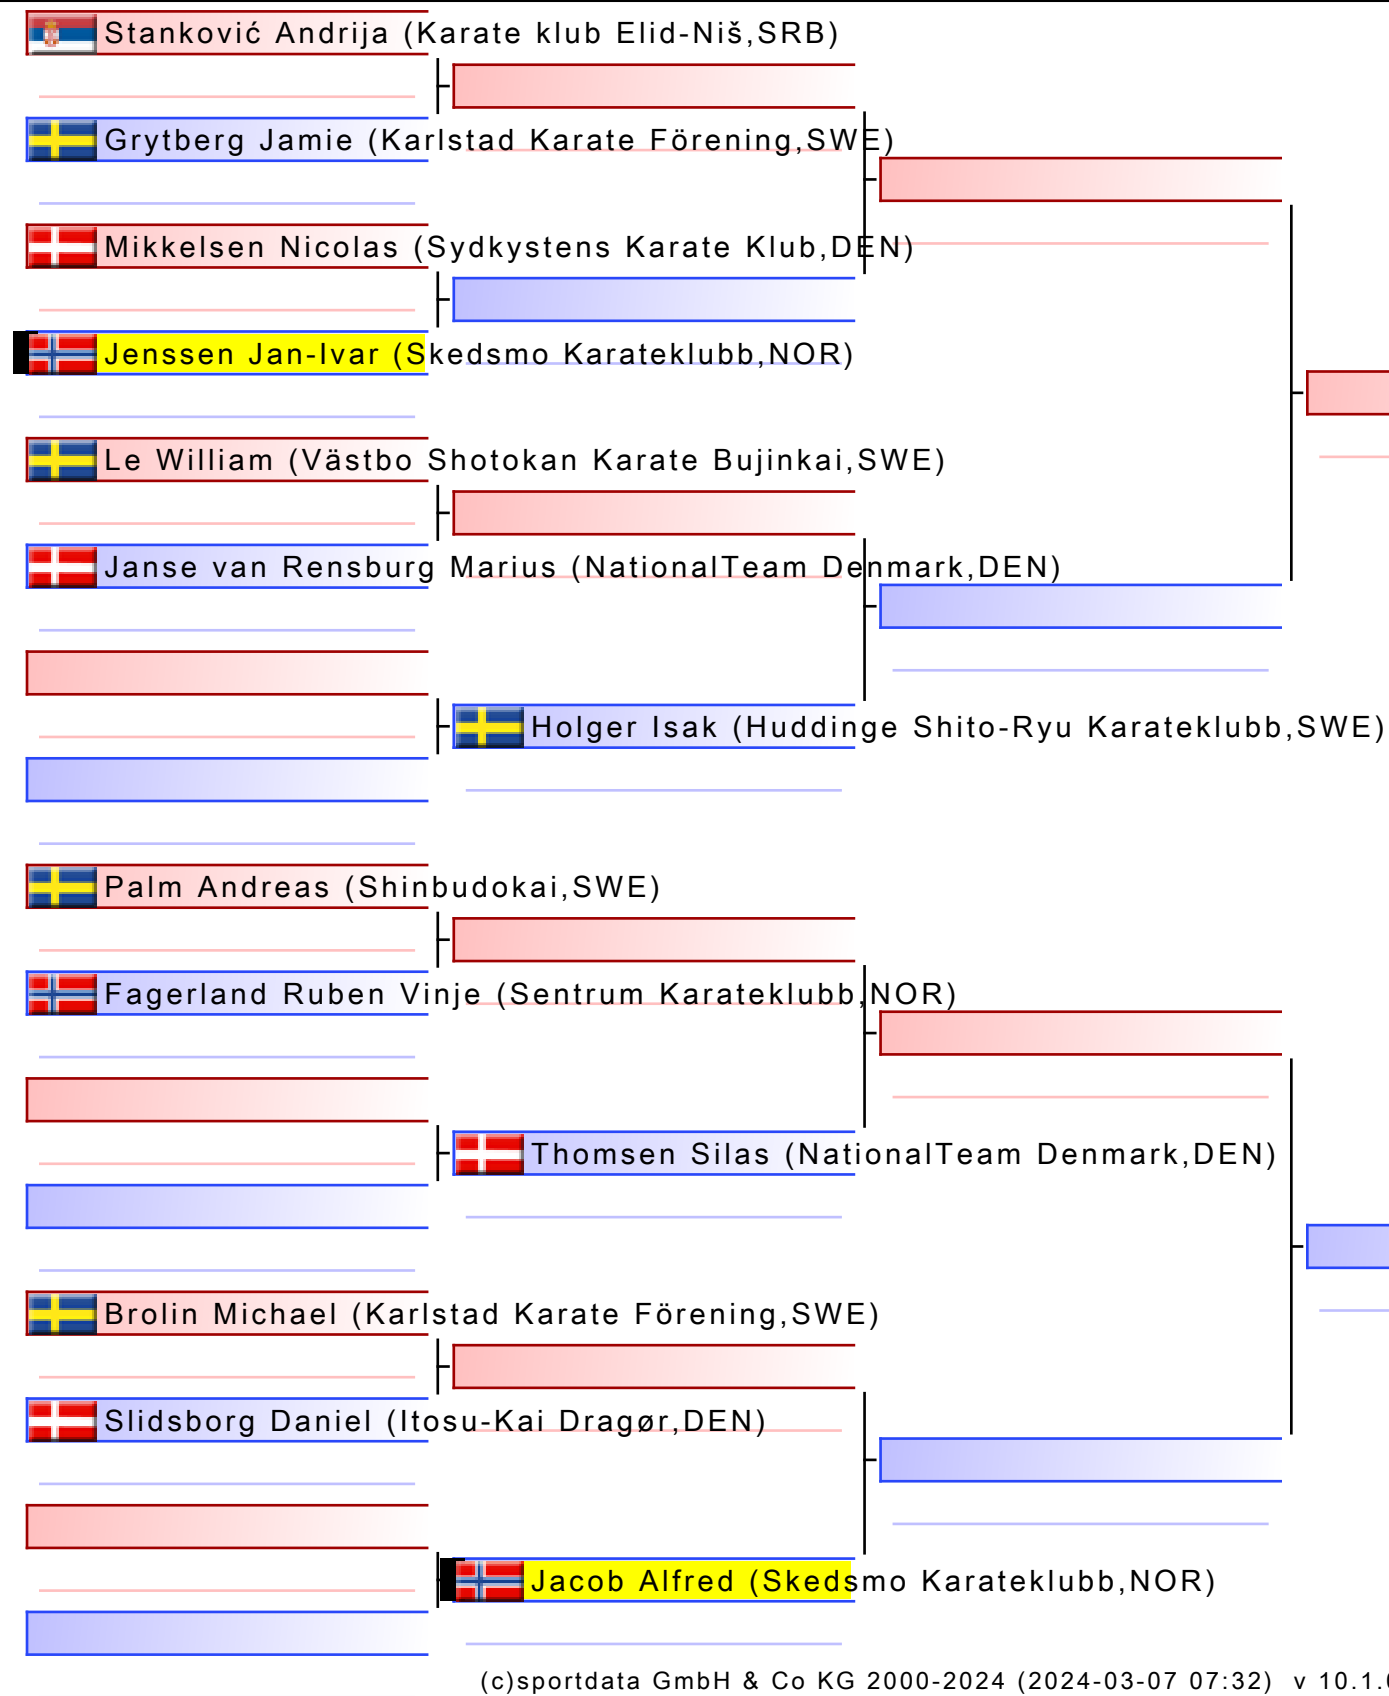 Stanković Andrija (Karate klub Elid-Niš,SRB)
Grytberg Jamie (Karlstad Karate Förening,SWE)
Mikkelsen Nicolas (Sydkystens Karate Klub,DEN)
Jenssen Jan-Ivar (Skedsmo Karateklubb,NOR)
Le William (Västbo Shotokan Karate Bujinkai,SWE)
Janse van Rensburg Marius (NationalTeam Denmark,DEN)
Holger Isak (Huddinge Shito-Ryu Karateklubb,SWE)
Palm Andreas (Shinbudokai,SWE)
Fagerland Ruben Vinje (Sentrum Karateklubb,NOR)
Thomsen Silas (NationalTeam Denmark,DEN)
Brolin Michael (Karlstad Karate Förening,SWE)
Slidsborg Daniel (Itosu-Kai Dragør,DEN)
Jacob Alfred (Skedsmo Karateklubb,NOR)
(c)sportdata GmbH & Co KG 2000-2024 (2024-03-07 07:32) v 10.1.